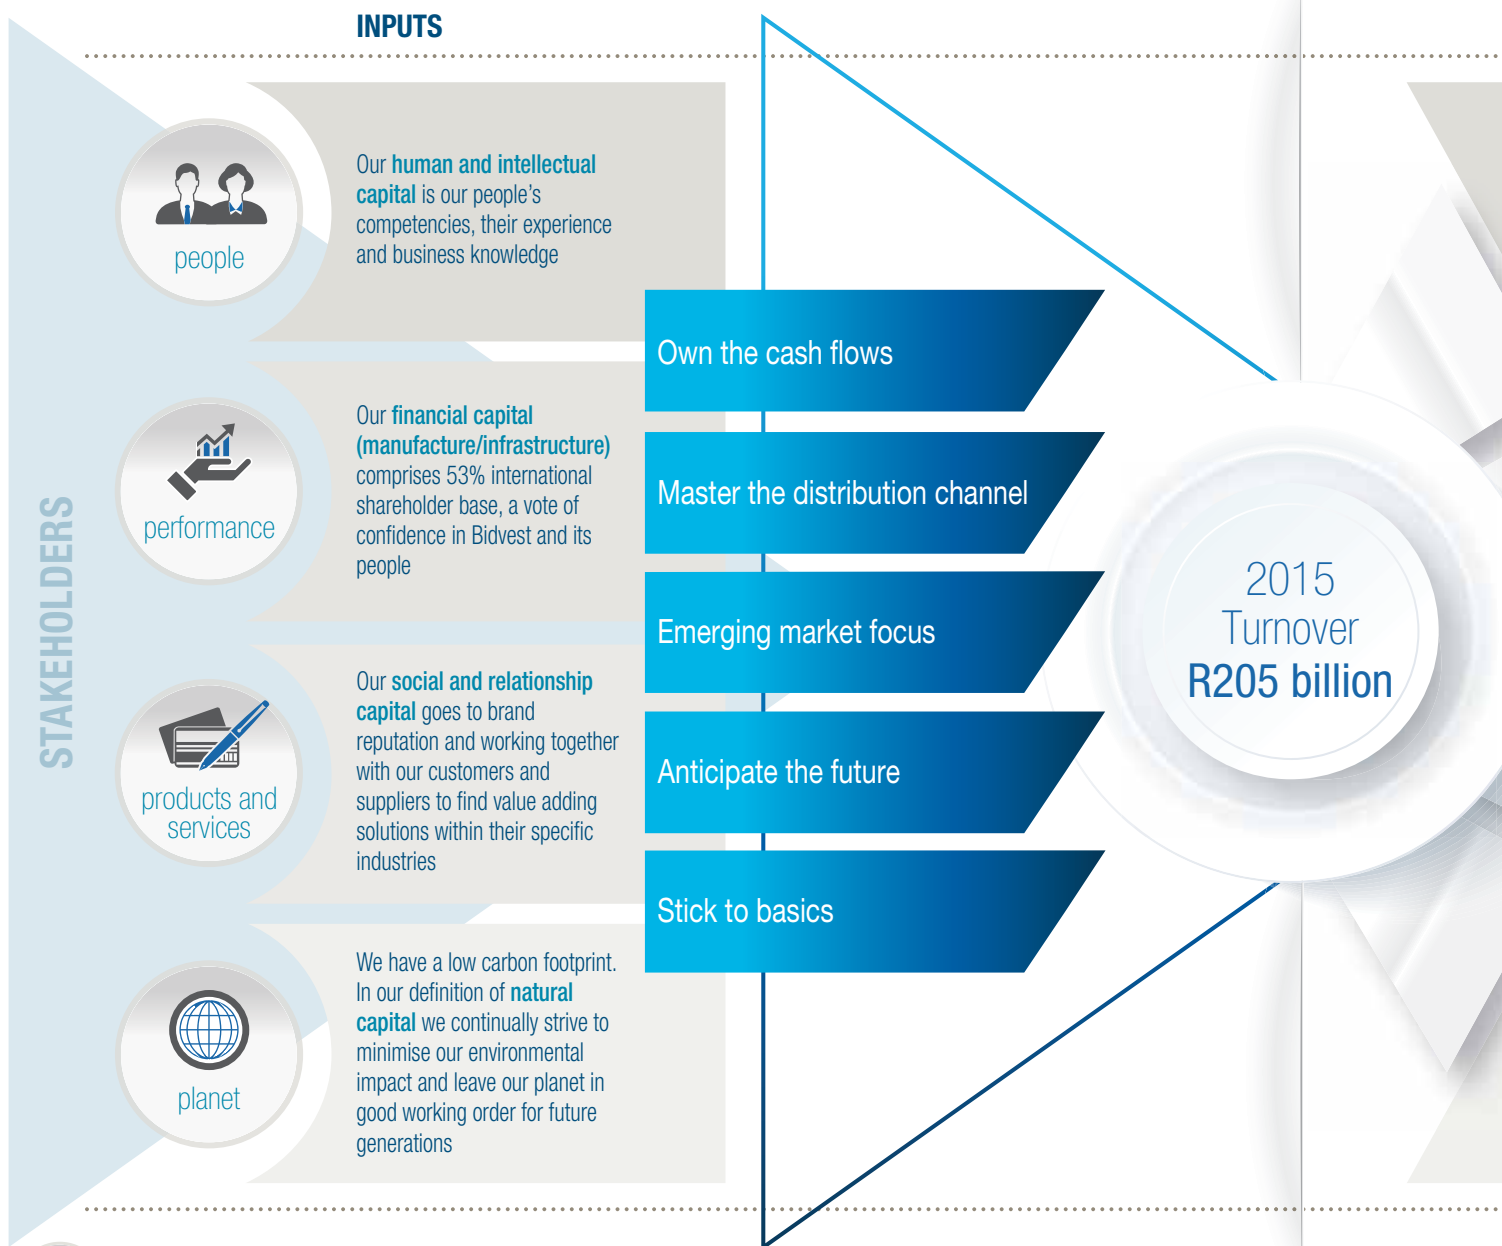 INPUTS
STAKEHOLDERS
people
Our human and intellectual
capital is our people's
competencies, their experience
and business knowledge
performance
Our financial capital
(manufacture/infrastructure)
comprises 53% international
shareholder base, a vote of
confidence in Bidvest and its
people
products and
services
Our social and relationship
capital goes to brand
reputation and working together
with our customers and
suppliers to find value adding
solutions within their specific
industries
planet
We have a low carbon footprint.
In our definition of natural
capital we continually strive to
minimise our environmental
impact and leave our planet in
good working order for future
generations
Own the cash flows
Master the distribution channel
Emerging market focus
Anticipate the future
Stick to basics
2015
Turnover
R205 billion